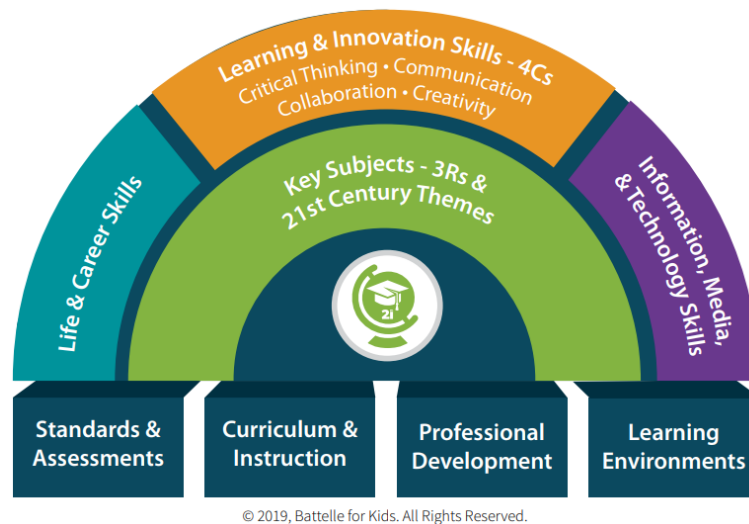 Learning & Innovation Skills - 4Cs
Critical Thinking • Communication
Collaboration • Creativity
Life & Career Skills
Key Subjects - 3Rs &
21st Century Themes
Information, Media,
& Technology Skills
21
Standards &
Assessments
Curriculum &
Instruction
Professional
Development
Learning
Environments
© 2019, Battelle for Kids. All Rights Reserved.